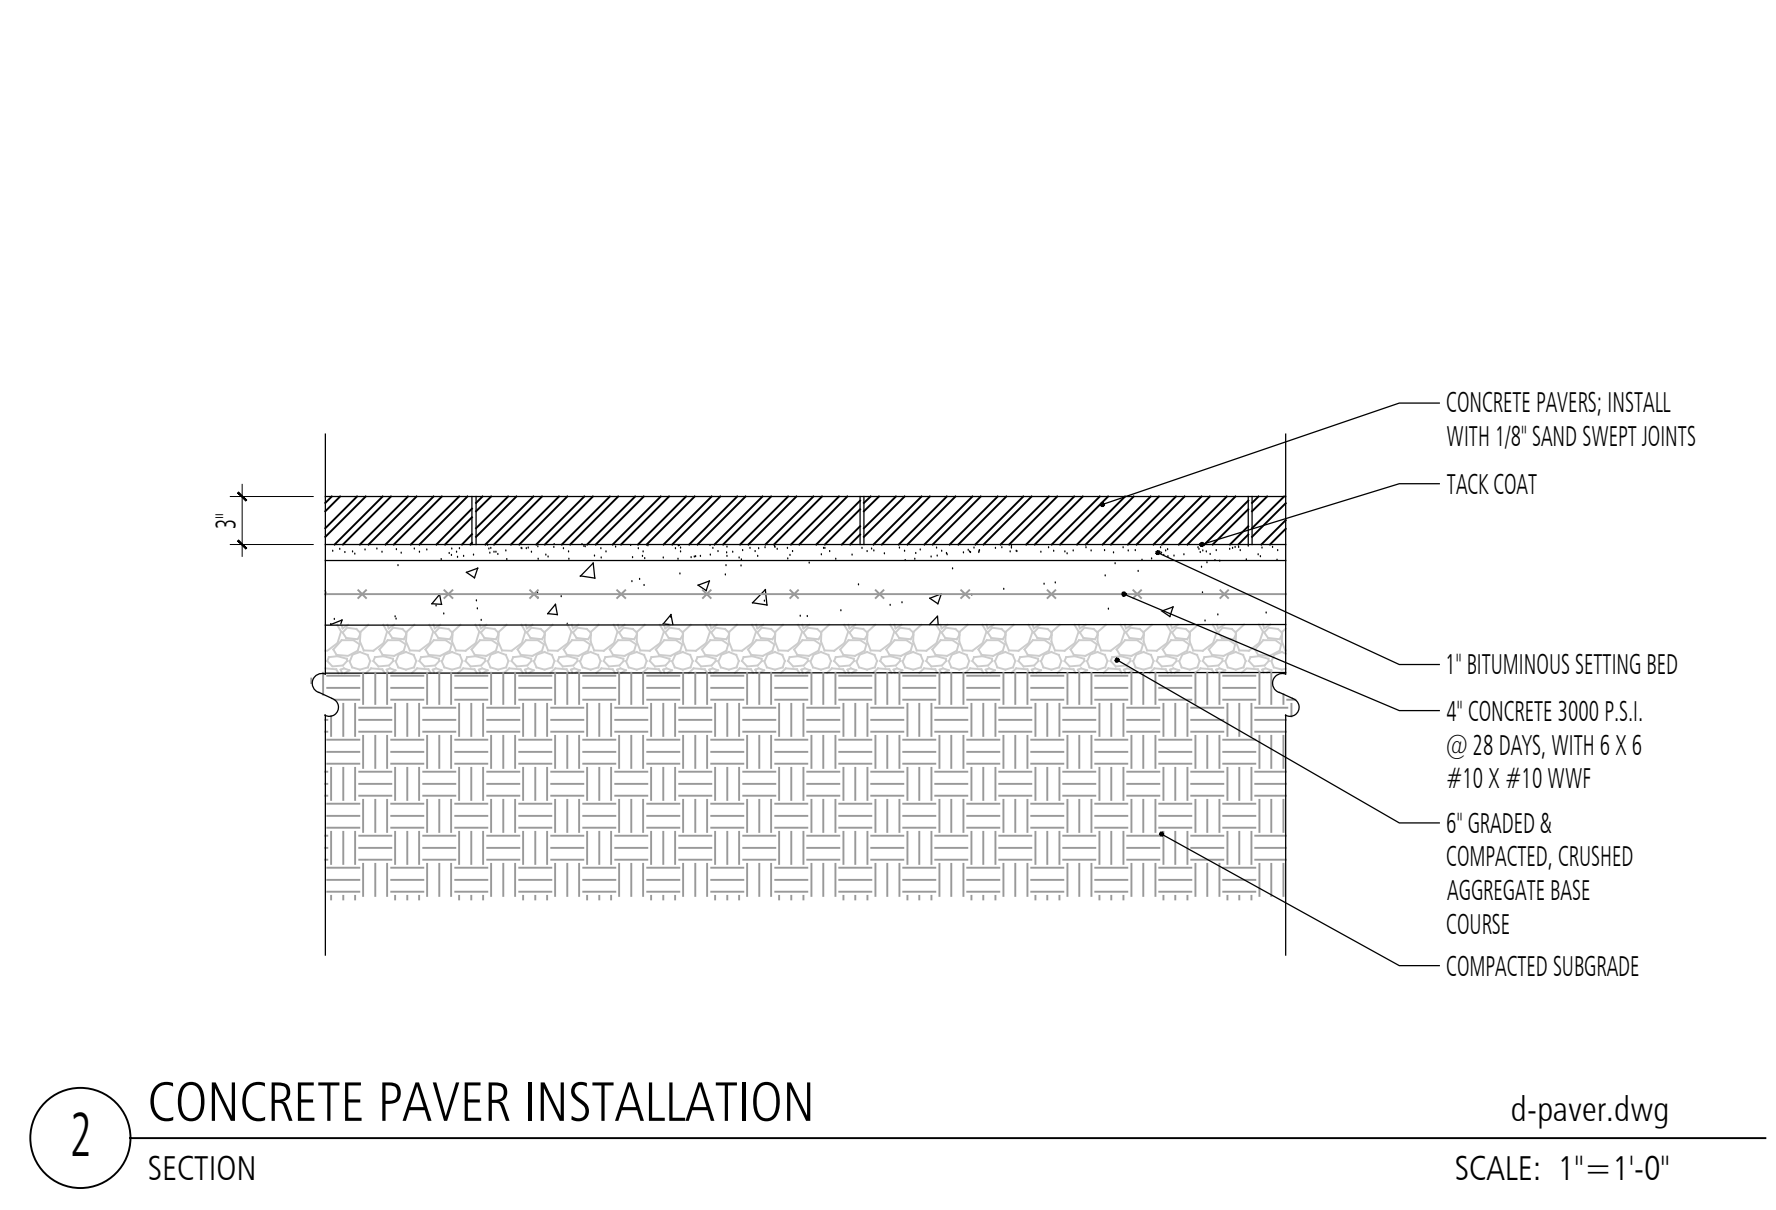 CONCRETE PAVERS; INSTALL
WITH 1/8" SAND SWEPT JOINTS
TACK COAT
3"
1" BITUMINOUS SETTING BED
4" CONCRETE 3000 P.S.I.
@ 28 DAYS, WITH 6 X 6
#10 X #10 WWF
6" GRADED &
COMPACTED, CRUSHED
AGGREGATE BASE
COURSE
COMPACTED SUBGRADE
2
CONCRETE PAVER INSTALLATION
d-paver.dwg
SECTION
SCALE: 1"=1'-0"